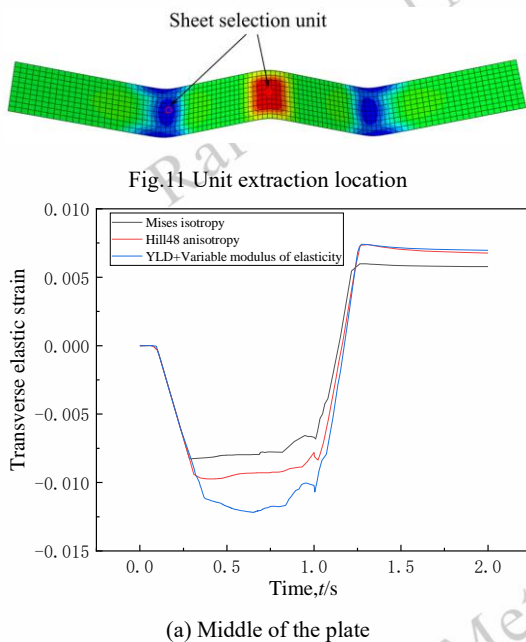 Sheet selection unit
Fig.11 Unit extraction location
0.010
0.005
0.000
-0.005
-0.010
-0.015
Transverse elastic strain
Mises isotropy
Hill48 anisotropy
YLD+Variable modulus of elasticity
0.0 0.5 1.0 1.5 2.0
Time,t/s
(a) Middle of the plate